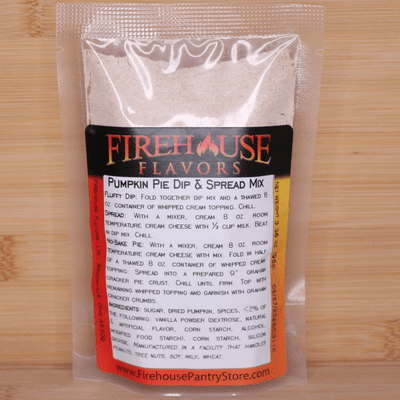 FIREHOUSE
FLAVORS
PUMPKIN PIE DIP & SPREAD MIX
FLUFFY DIP: FOLD TOGETHER DIP MIX AND A THAWED 8
OZ. CONTAINER OF WHIPPED CREAM TOPPING. CHILL.
SPREAD: WITH A MIXER, CREAM 8 OZ. ROOM
TEMPERATURE CREAM CHEESE WITH ½ CUP MILK. BEAT
IN DIP MIX. CHILL.
NO-BAKE PIE: WITH A MIXER, CREAM 8 OZ. ROOM
TEMPERATURE CREAM CHEESE WITH MIX. FOLD IN HALF
OF A THAWED 8 OZ. CONTAINER OF WHIPPED CREAM
TOPPING. SPREAD INTO A PREPARED 9" GRAHAM
CRACKER PIE CRUST. CHILL UNTIL FIRM. TOP WITH
REMAINING WHIPPED TOPPING AND GARNISH WITH GRAHAM
CRACKER CRUMBS.
INGREDIENTS: SUGAR, DRIED PUMPKIN, SPICES, <2% OF
THE FOLLOWING: VANILLA POWDER (DEXTROSE, NATURAL
& ARTIFICIAL FLAVOR, CORN STARCH, ALCOHOL,
MODIFIED FOOD STARCH), CORN STARCH, SILICON
DIOXIDE. MANUFACTURED IN A FACILITY THAT HANDLES
PEANUTS, TREE NUTS, SOY, MILK, WHEAT.
www.FirehousePantryStore.com
NET WEIGHT